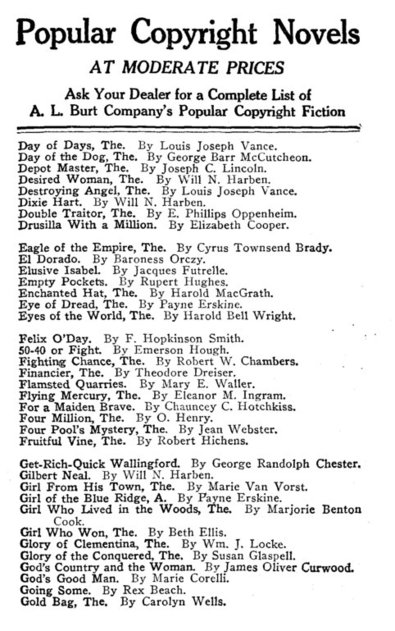 Popular Copyright Novels
AT MODERATE PRICES
Ask Your Dealer for a Complete List of
A. L. Burt Company's Popular Copyright Fiction
Day of Days, The. By Louis Joseph Vance.
Day of the Dog, The. By George Barr McCutcheon.
Depot Master, The. By Joseph C. Lincoln.
Desired Woman, The. By Will N. Harben.
Destroying Angel, The. By Louis Joseph Vance.
Dixie Hart. By Will N. Harben.
Double Traitor, The. By E. Phillips Oppenheim.
Drusilla With a Million. By Elizabeth Cooper.
Eagle of the Empire, The. By Cyrus Townsend Brady.
El Dorado. By Baroness Orczy.
Elusive Isabel. By Jacques Futrelle.
Empty Pockets. By Rupert Hughes.
Enchanted Hat, The. By Harold MacGrath.
Eye of Dread, The. By Payne Erskine.
Eyes of the World, The. By Harold Bell Wright.
Felix O'Day. By F. Hopkinson Smith.
50-40 or Fight. By Emerson Hough.
Fighting Chance, The. By Robert W. Chambers.
Financier, The. By Theodore Dreiser.
Flamsted Quarries. By Mary E. Waller.
Flying Mercury, The. By Eleanor M. Ingram.
For a Maiden Brave. By Chauncey C. Hotchkiss.
Four Million, The. By O. Henry.
Four Pool's Mystery, The. By Jean Webster.
Fruitful Vine, The. By Robert Hichens.
Get-Rich-Quick Wallingford. By George Randolph Chester.
Gilbert Neal. By Will N. Harben.
Girl From His Town, The. By Marie Van Vorst.
Girl of the Blue Ridge, A. By Payne Erskine.
Girl Who Lived in the Woods, The. By Marjorie Benton
Cook.
Girl Who Won, The. By Beth Ellis.
Glory of Clementina, The. By Wm. J. Locke.
Glory of the Conquered, The. By Susan Glaspell.
God's Country and the Woman. By James Oliver Curwood.
God's Good Man. By Marie Corelli.
Going Some. By Rex Beach.
Gold Bag, The. By Carolyn Wells.